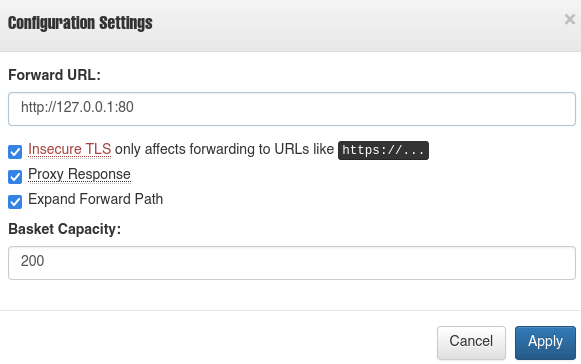 Configuration Settings
×
Forward URL:
http://127.0.0.1:80
Insecure TLS only affects forwarding to URLs like https://...
Proxy Response
Expand Forward Path
Basket Capacity:
200
Cancel
Apply